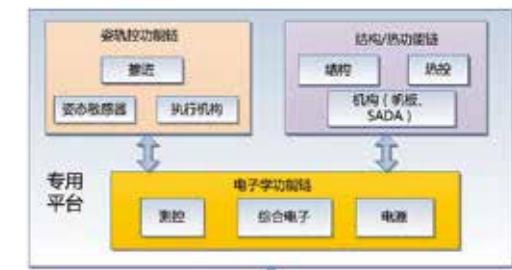 姿轨控功能链
推进
姿态敏感器
执行机构
结构/热功能链
结构
热控
机构（帆板、
SADA）
专用
平台
电子学功能链
测控
综合电子
电源